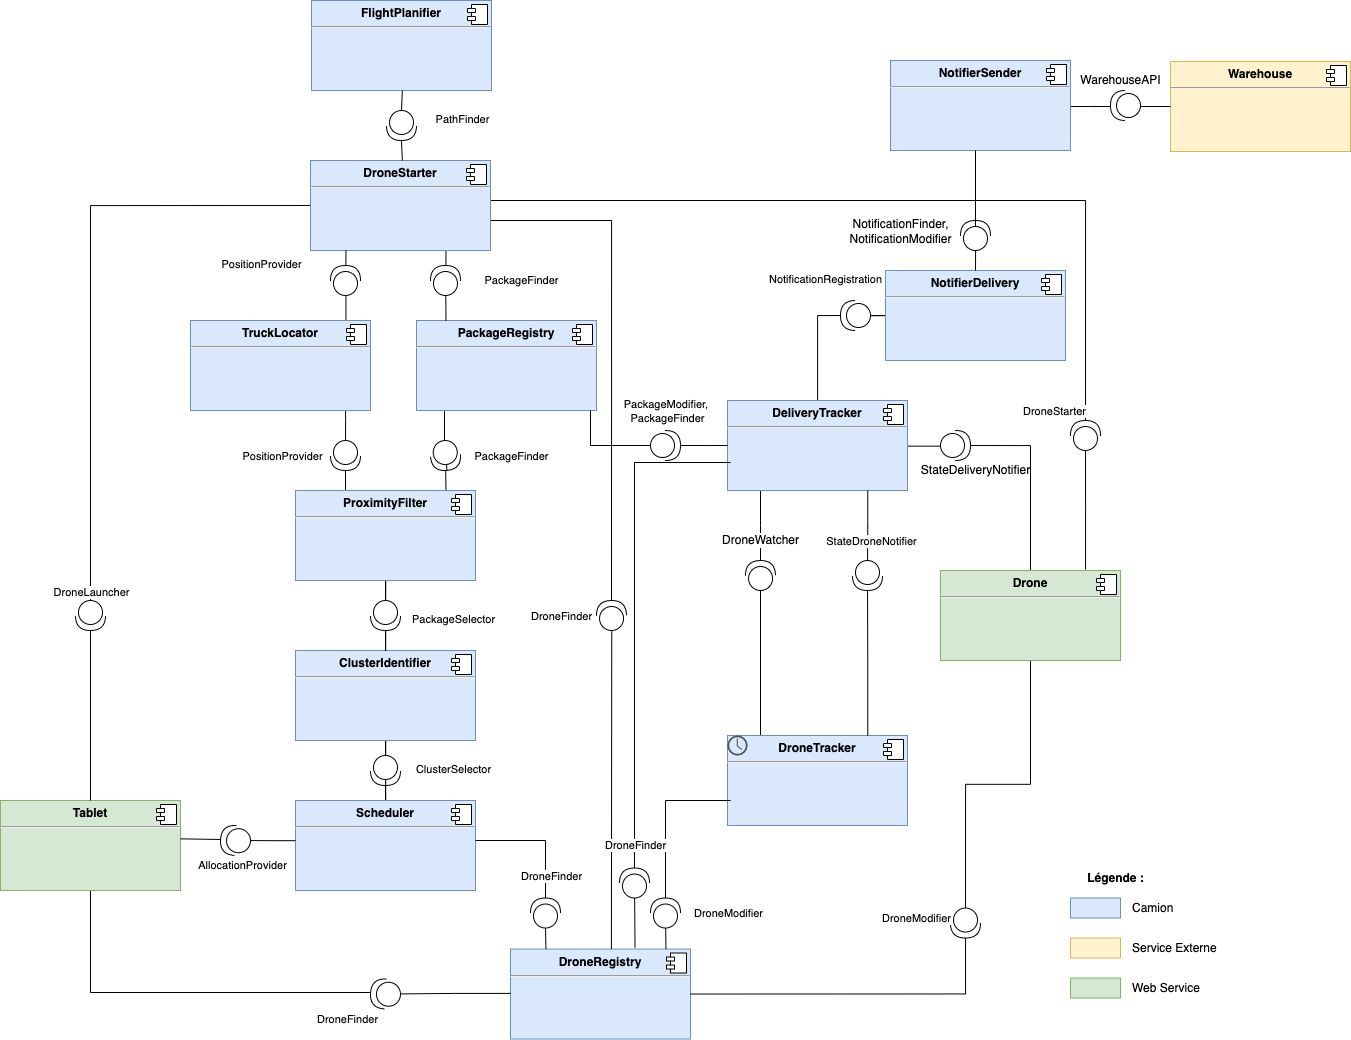 FlightPlanifier
PathFinder
NotifierSender
WarehouseAPI
Warehouse
DroneStarter
NotificationFinder,
NotificationModifier
PositionProvider
PackageFinder
NotificationRegistration
NotifierDelivery
TruckLocator
PackageRegistry
PackageModifier,
PackageFinder
DeliveryTracker
DroneStarter
StateDeliveryNotifier
PositionProvider
PackageFinder
ProximityFilter
DroneWatcher
StateDroneNotifier
Drone
DroneLauncher
PackageSelector
DroneFinder
ClusterIdentifier
DroneTracker
ClusterSelector
Tablet
Scheduler
AllocationProvider
DroneFinder
DroneFinder
DroneModifier
DroneModifier
DroneRegistry
DroneFinder
Légende :
Camion
Service Externe
Web Service